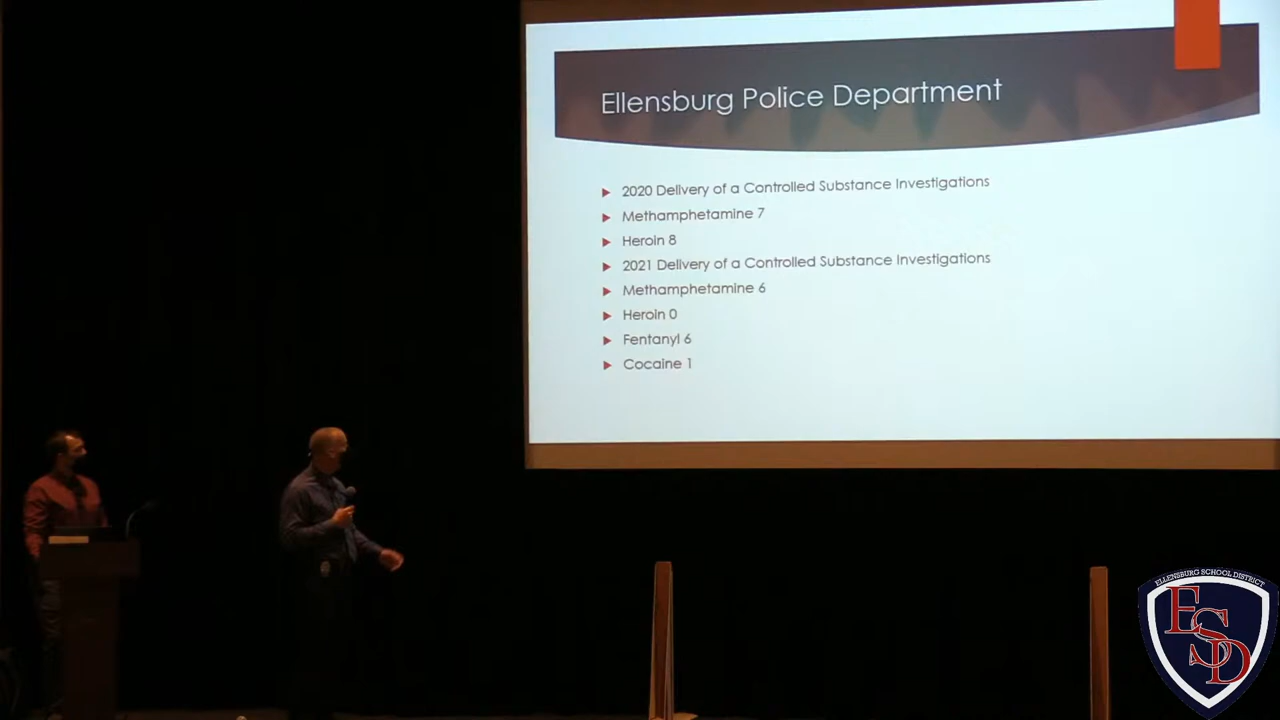 Ellensburg Police Department
2020 Delivery of a Controlled Substance Investigations
Methamphetamine 7
Heroin 8
2021 Delivery of a Controlled Substance Investigations
Methamphetamine 6
Heroin 0
Fentanyl 6
Cocaine 1
ELLENSBURG SCHOOL DISTRICT
ESD